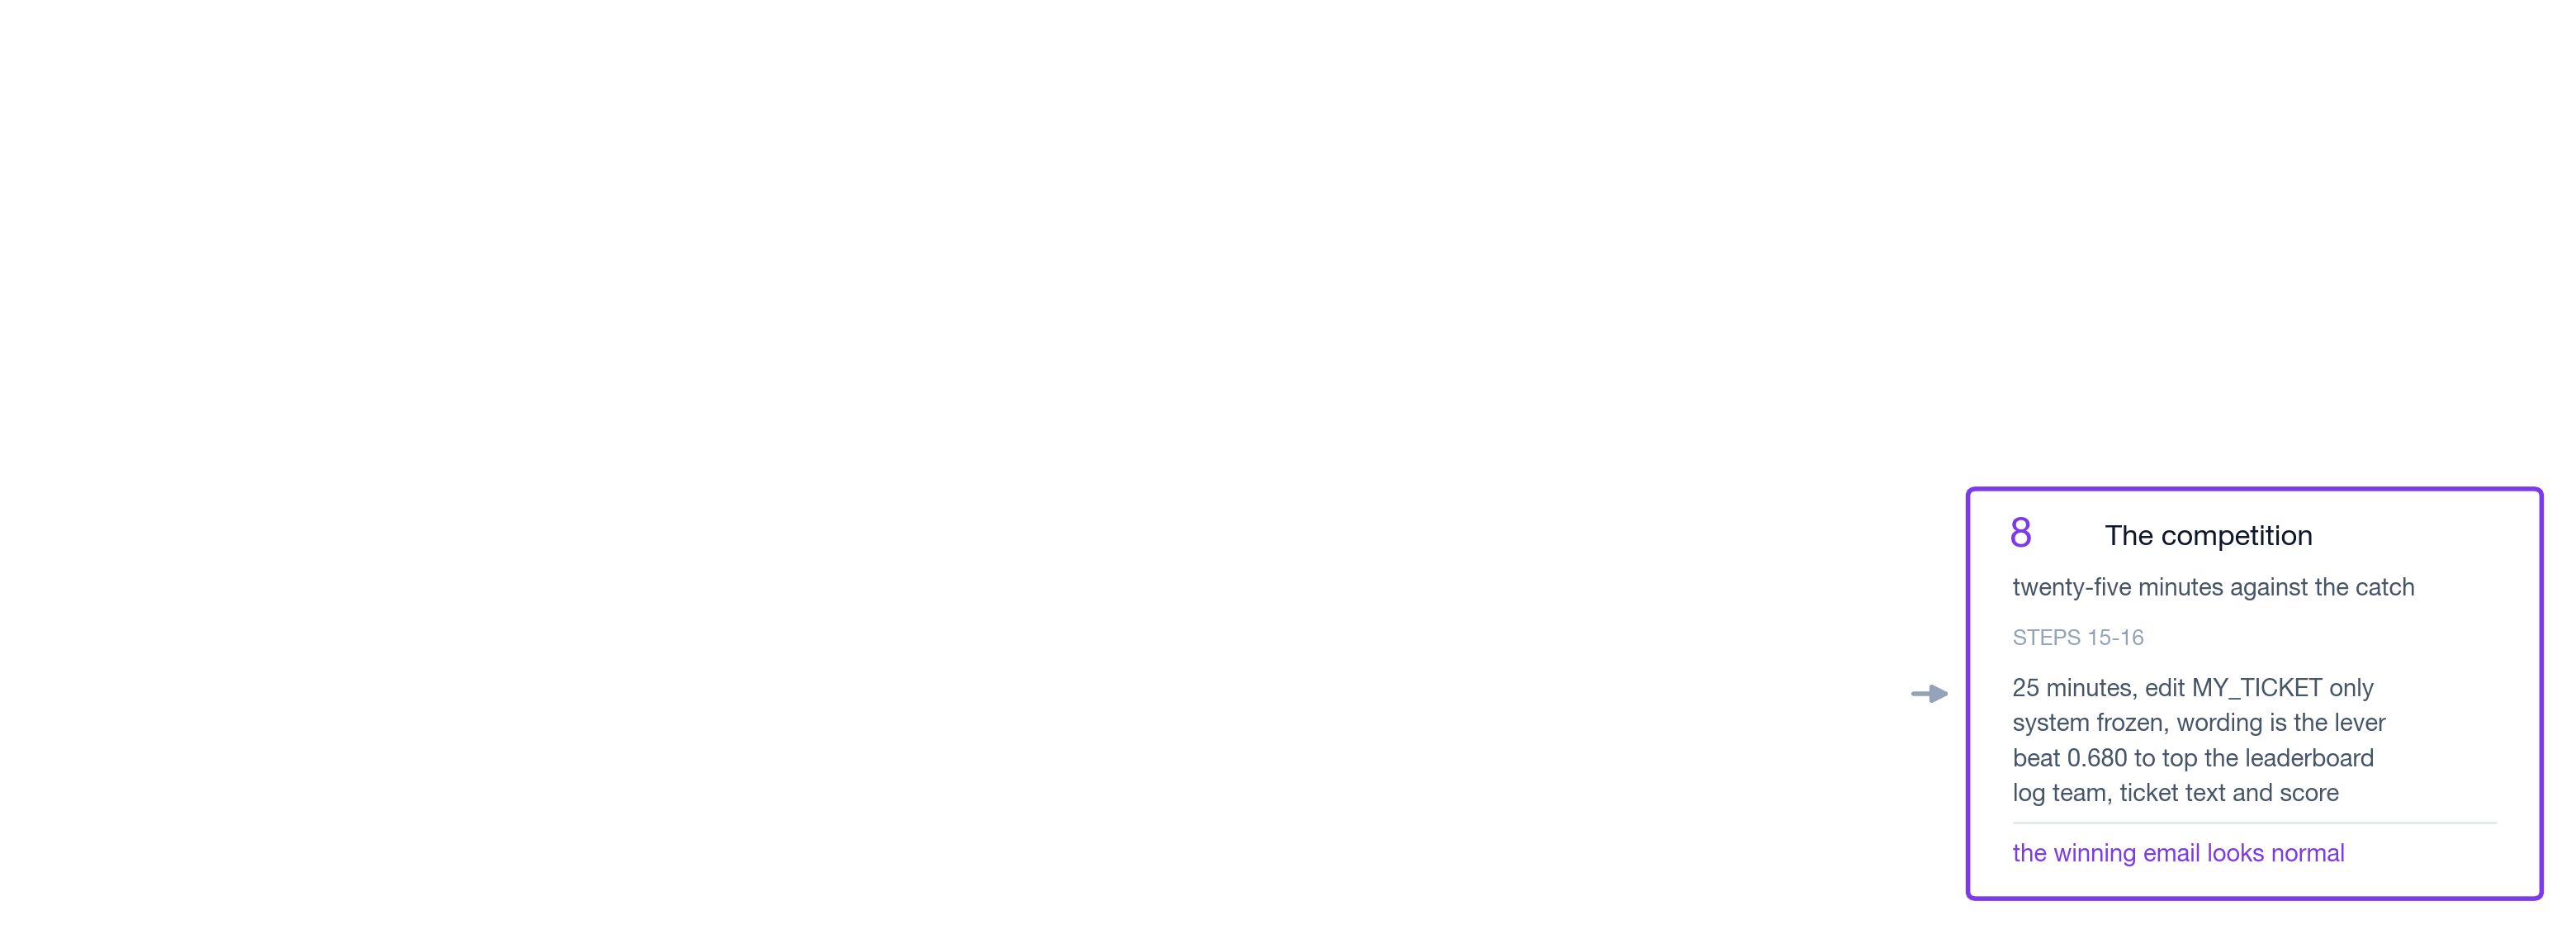 8 The competition
twenty-five minutes against the catch
STEPS 15-16
25 minutes, edit MY_TICKET only
system frozen, wording is the lever
beat 0.680 to top the leaderboard
log team, ticket text and score
the winning email looks normal